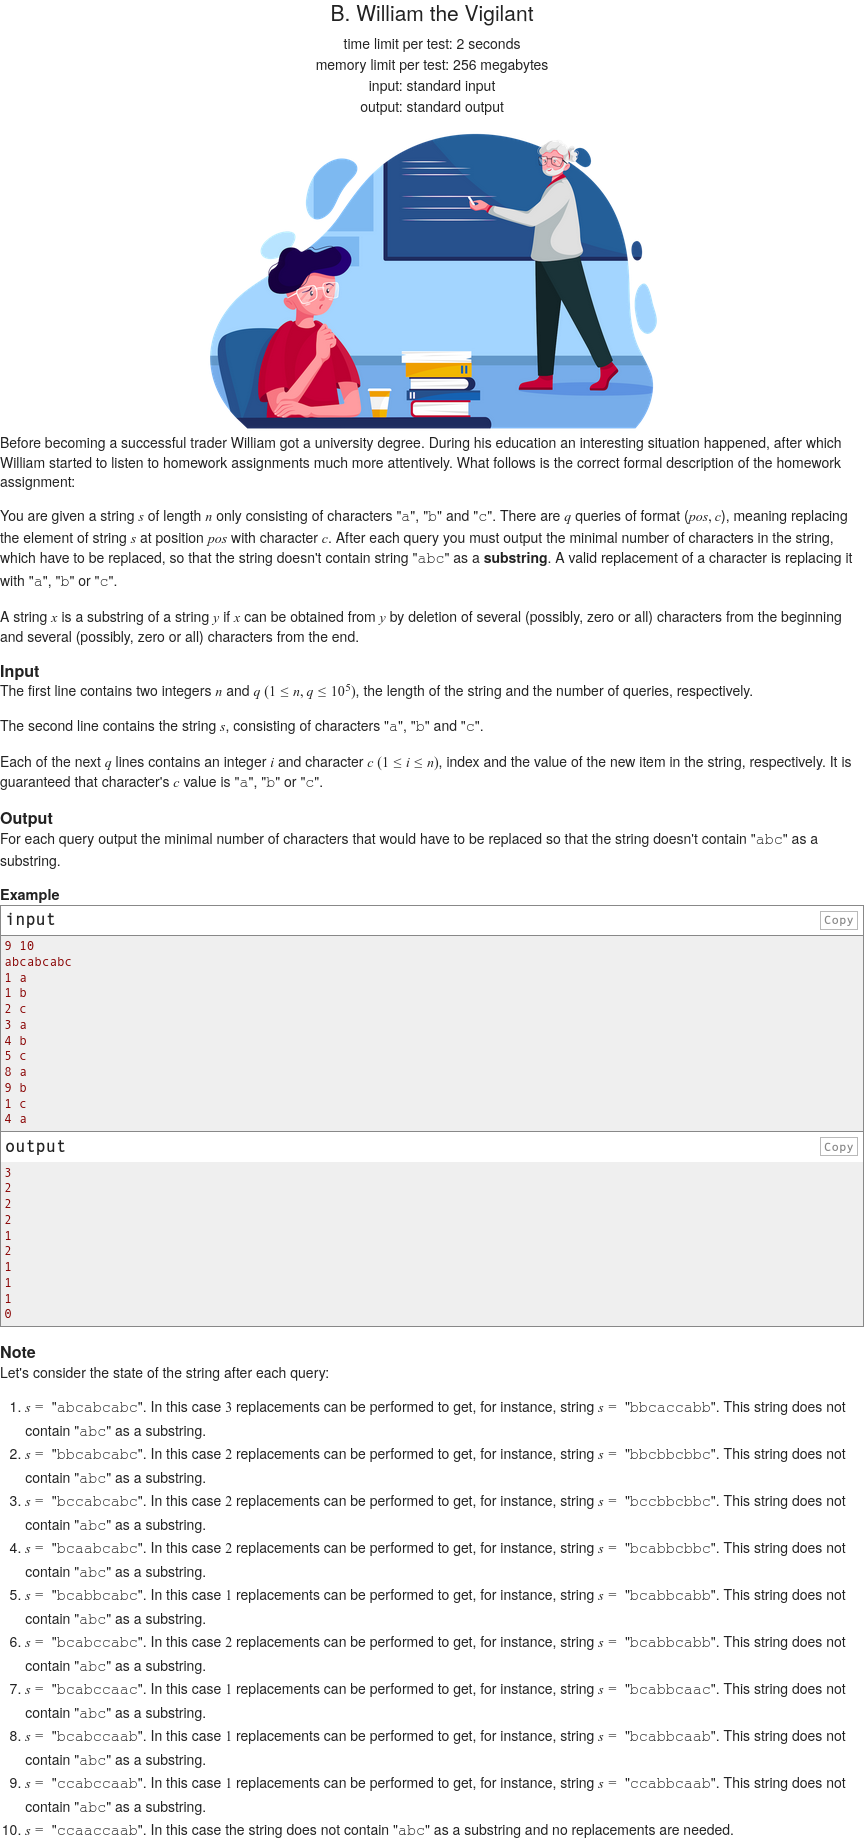 B. William the Vigilant
time limit per test: 2 seconds
memory limit per test: 256 megabytes
input: standard input
output: standard output
Before becoming a successful trader William got a university degree. During his education an interesting situation happened, after which
William started to listen to homework assignments much more attentively. What follows is the correct formal description of the homework
assignment:
You are given a string s of length n only consisting of characters "a", "b" and "c". There are q queries of format (pos, c), meaning replacing
the element of string s at position pos with character c. After each query you must output the minimal number of characters in the string,
which have to be replaced, so that the string doesn't contain string "abc" as a substring. A valid replacement of a character is replacing it
with "a", "b" or "c".
A string x is a substring of a string y if x can be obtained from y by deletion of several (possibly, zero or all) characters from the beginning
and several (possibly, zero or all) characters from the end.
Input
The first line contains two integers n and q (1 ≤ n, q ≤ 10⁵), the length of the string and the number of queries, respectively.
The second line contains the string s, consisting of characters "a", "b" and "c".
Each of the next q lines contains an integer i and character c (1 ≤ i ≤ n), index and the value of the new item in the string, respectively. It is
guaranteed that character's c value is "a", "b" or "c".
Output
For each query output the minimal number of characters that would have to be replaced so that the string doesn't contain "abc" as a
substring.
Example
input Copy
9 10
abcabcabc
1 a
1 b
2 c
3 a
4 b
5 c
8 a
9 b
1 c
4 a
output Copy
3
2
2
2
1
2
1
1
1
0
Note
Let's consider the state of the string after each query:
1. s = "abcabcabc". In this case 3 replacements can be performed to get, for instance, string s = "bbcaccabb". This string does not
contain "abc" as a substring.
2. s = "bbcabcabc". In this case 2 replacements can be performed to get, for instance, string s = "bbcbbcbbc". This string does not
contain "abc" as a substring.
3. s = "bccabcabc". In this case 2 replacements can be performed to get, for instance, string s = "bccbbcbbc". This string does not
contain "abc" as a substring.
4. s = "bcaabcabc". In this case 2 replacements can be performed to get, for instance, string s = "bcabbcbbc". This string does not
contain "abc" as a substring.
5. s = "bcabbcabc". In this case 1 replacements can be performed to get, for instance, string s = "bcabbcabb". This string does not
contain "abc" as a substring.
6. s = "bcabccabc". In this case 2 replacements can be performed to get, for instance, string s = "bcabbcabb". This string does not
contain "abc" as a substring.
7. s = "bcabccaac". In this case 1 replacements can be performed to get, for instance, string s = "bcabbcaac". This string does not
contain "abc" as a substring.
8. s = "bcabccaab". In this case 1 replacements can be performed to get, for instance, string s = "bcabbcaab". This string does not
contain "abc" as a substring.
9. s = "ccabccaab". In this case 1 replacements can be performed to get, for instance, string s = "ccabbcaab". This string does not
contain "abc" as a substring.
10. s = "ccaaccaab". In this case the string does not contain "abc" as a substring and no replacements are needed.